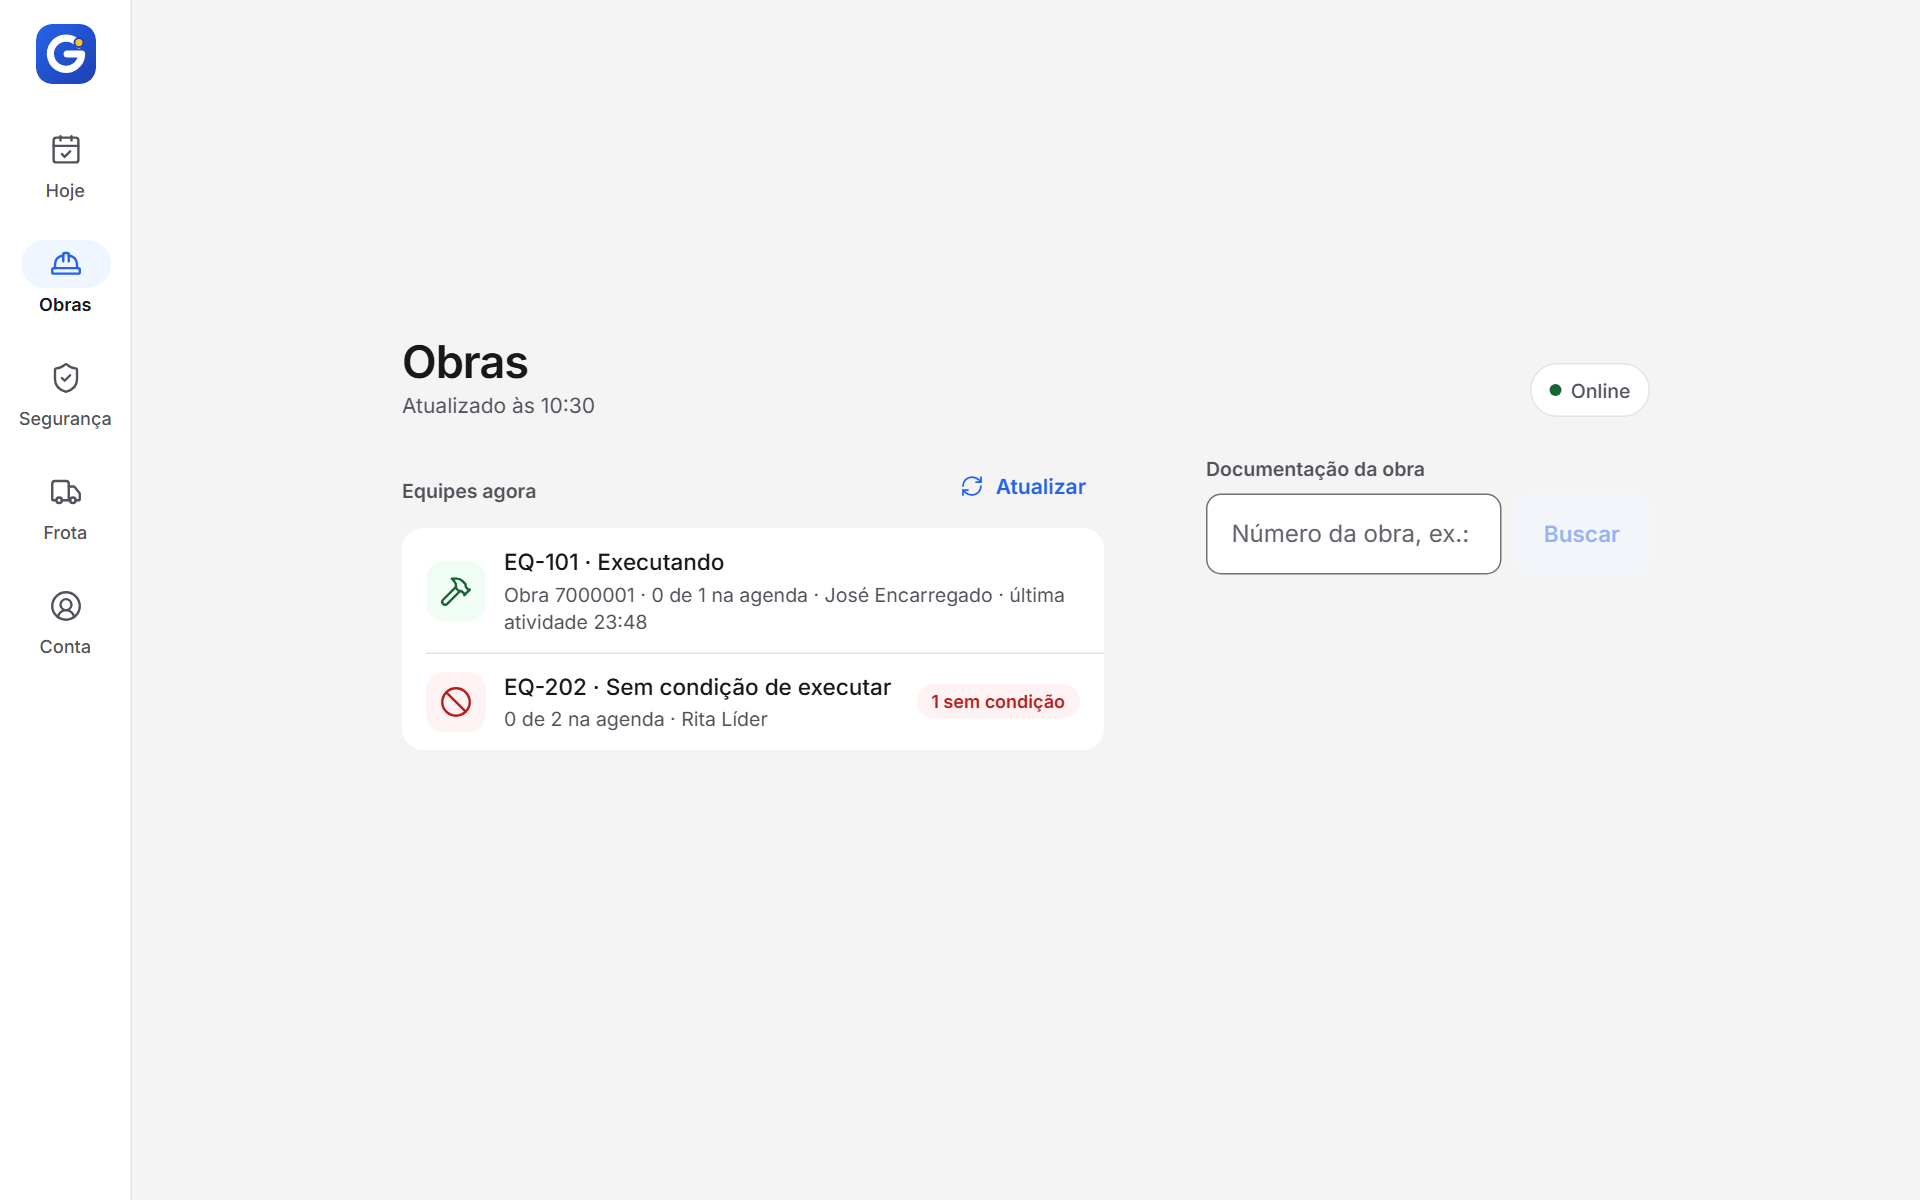 G
Hoje
Obras
Segurança
Frota
Conta
Obras
Atualizado às 10:30
Online
Equipes agora
Atualizar
EQ-101 · Executando
Obra 7000001 · 0 de 1 na agenda · José Encarregado · última
atividade 23:48
EQ-202 · Sem condição de executar
0 de 2 na agenda · Rita Líder
1 sem condição
Documentação da obra
Número da obra, ex.:
Buscar